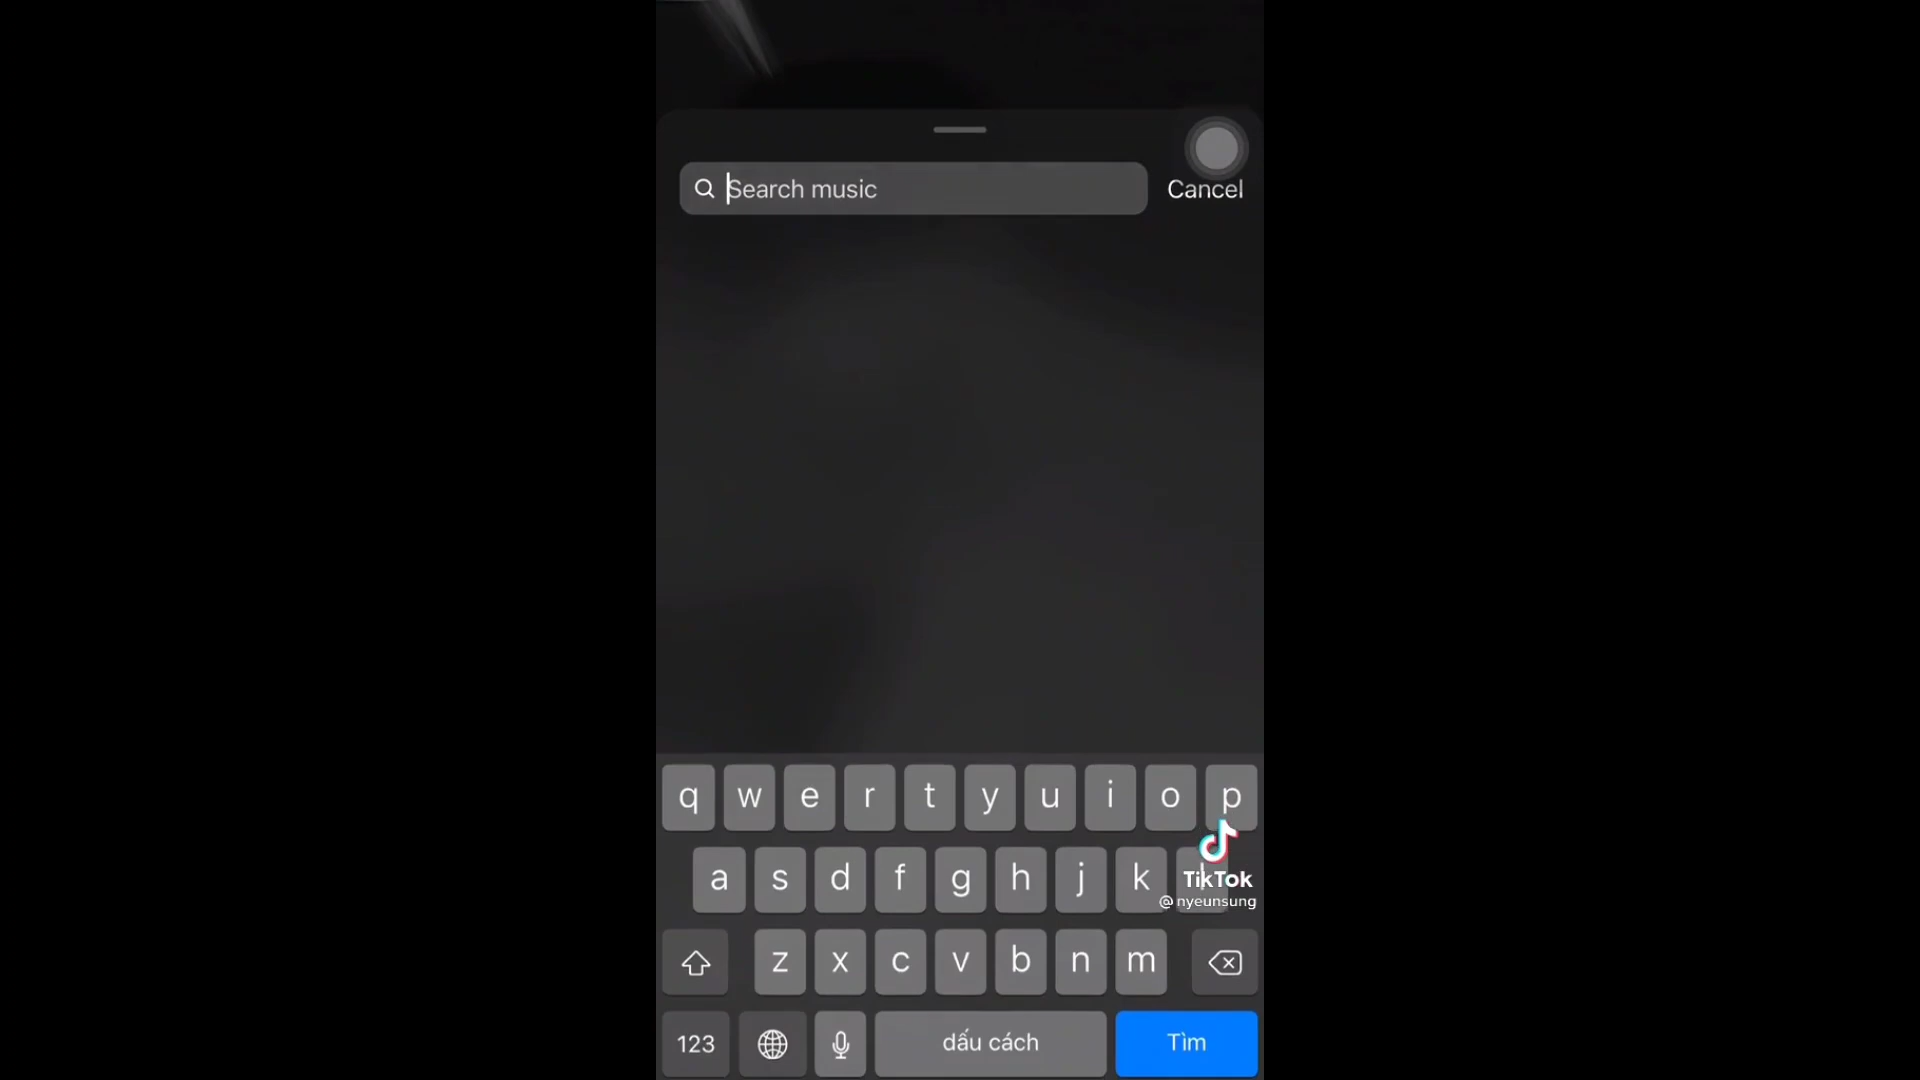 Search music
Cancel
q w e r t y u i o p
a s d f g h j k
TikTok
@nyeunsung
z x c v b n m
123
dấu cách
Tìm